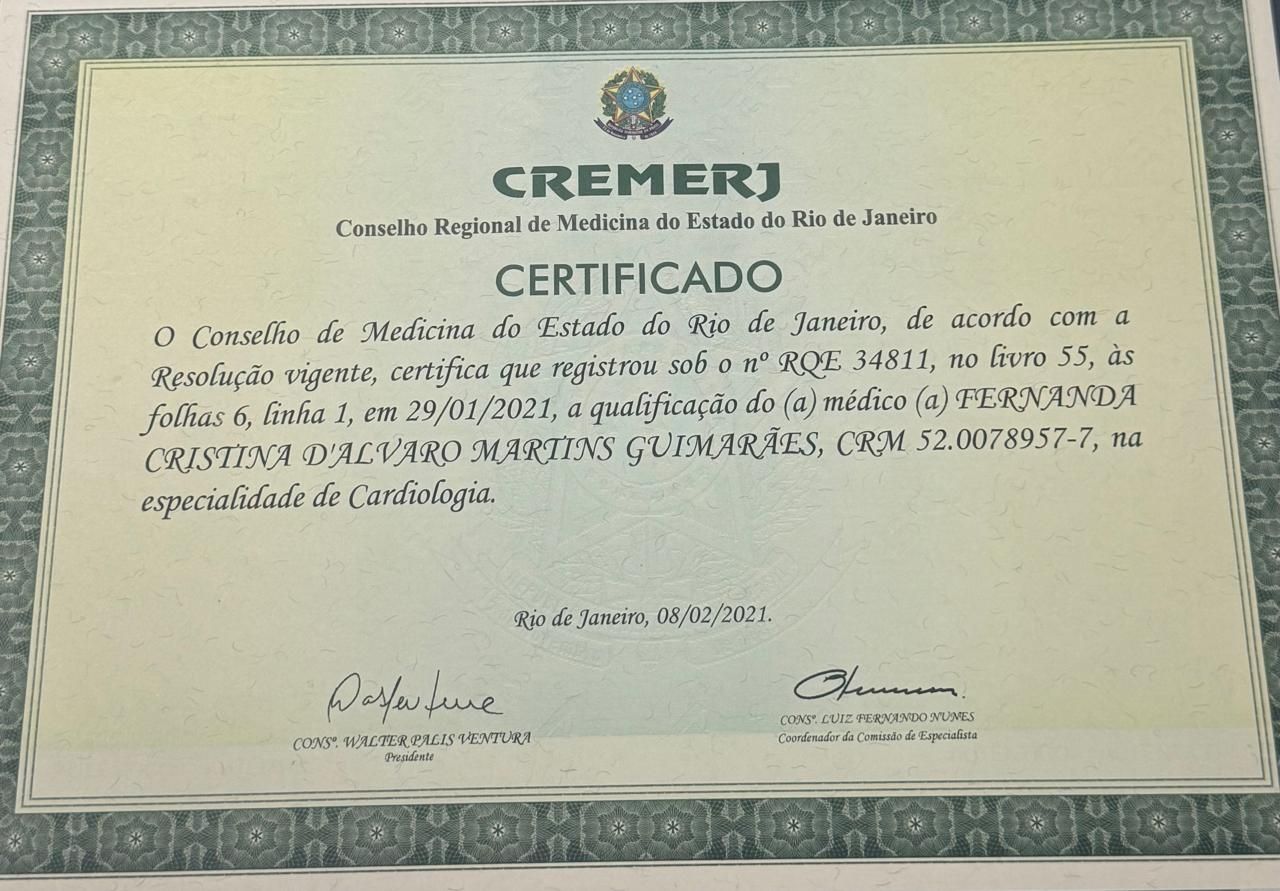 CREMERJ
Conselho Regional de Medicina do Estado do Rio de Janeiro
CERTIFICADO
O Conselho de Medicina do Estado do Rio de Janeiro, de acordo com a
Resolução vigente, certifica que registrou sob o nº RQE 34811, no livro 55, às
folhas 6, linha 1, em 29/01/2021, a qualificação do (a) médico (a) FERNANDA
CRISTINA D'ALVARO MARTINS GUIMARÃES, CRM 52.0078957-7, na
especialidade de Cardiologia.
Rio de Janeiro, 08/02/2021.
CONSº. WALTER PALIS VENTURA
Presidente
CONSº. LUIZ FERNANDO NUNES
Coordenador da Comissão de Especialista